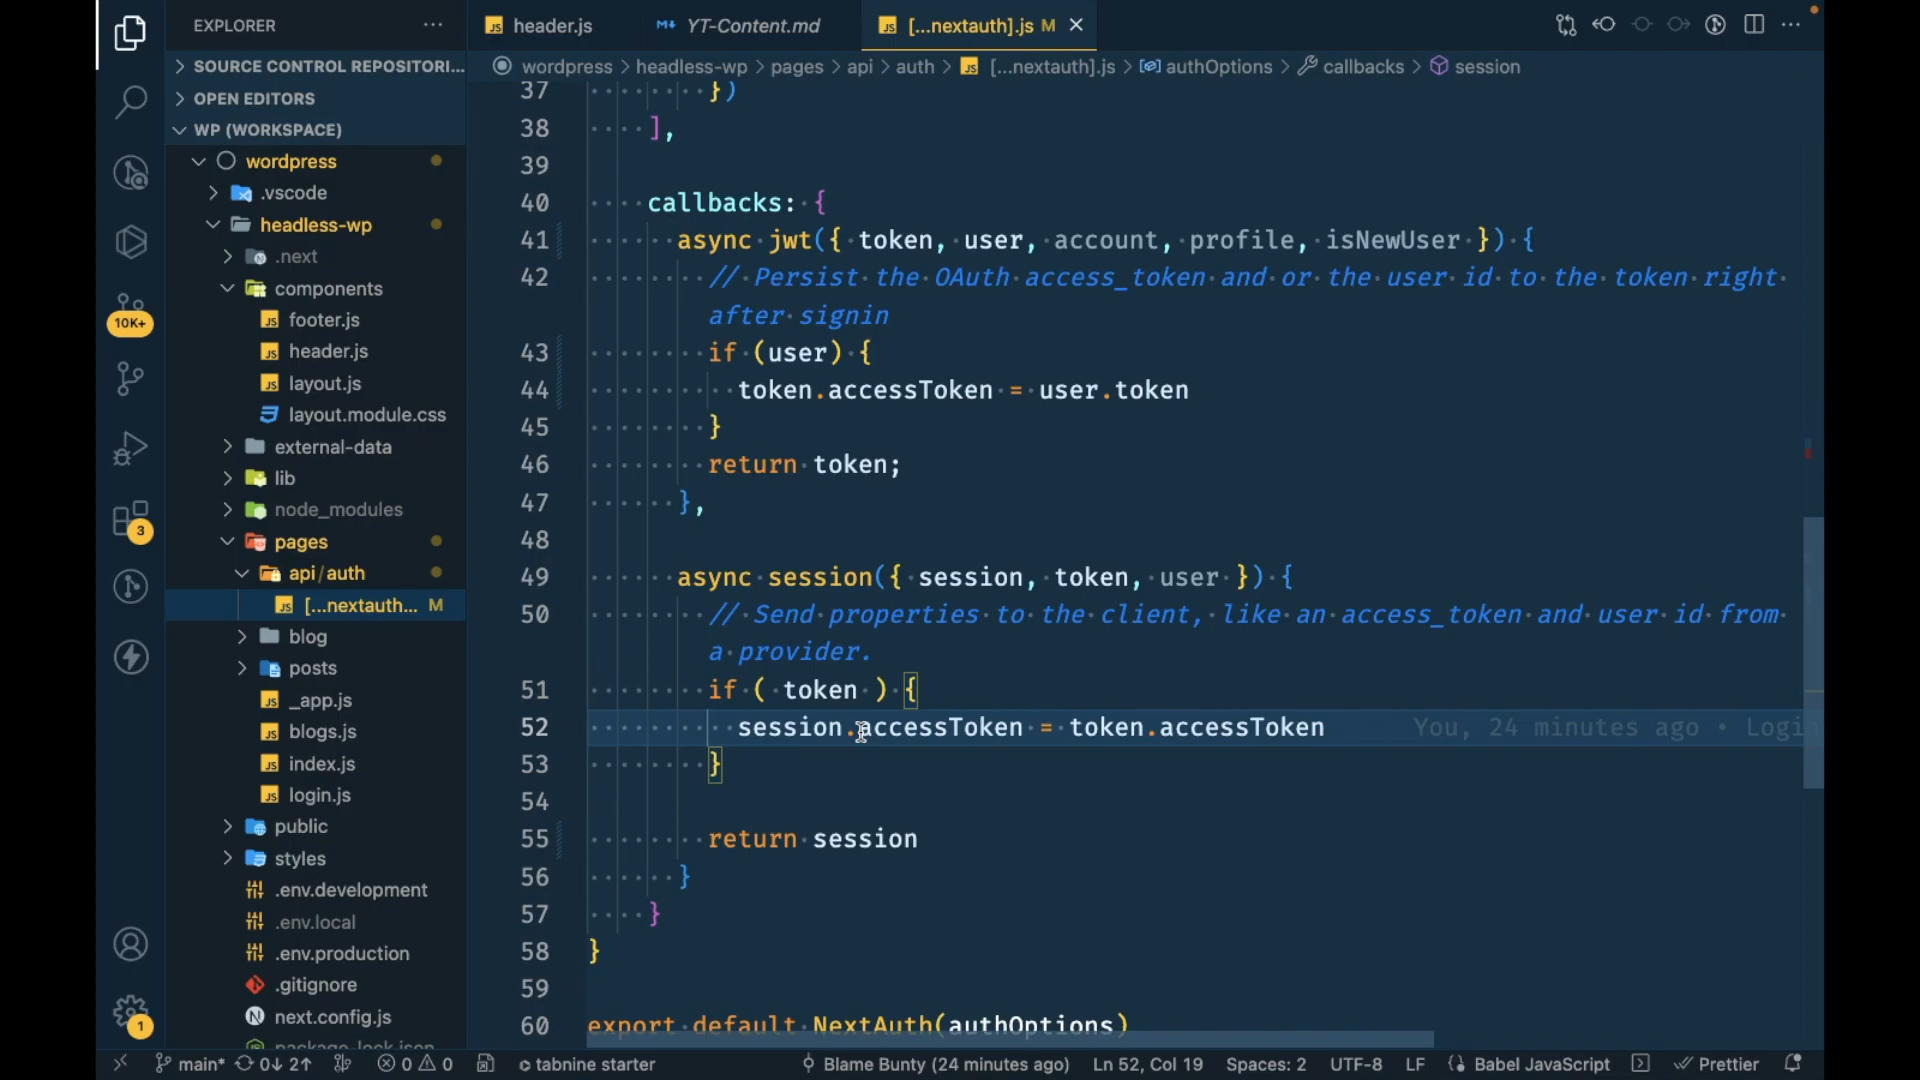 EXPLORER
header.js
YT-Content.md
[...nextauth].js M
wordpress > headless-wp > pages > api > auth > [...nextauth].js > authOptions > callbacks > session
SOURCE CONTROL REPOSITORI...
OPEN EDITORS
WP (WORKSPACE)
wordpress
.vscode
headless-wp
.next
components
footer.js
header.js
layout.js
layout.module.css
external-data
lib
node_modules
pages
api/auth
[...nextauth... M
blog
posts
_app.js
blogs.js
index.js
login.js
public
styles
.env.development
.env.local
.env.production
.gitignore
next.config.js
package-lock.json
10K+
3
1
37 })
38 ],
39
40 callbacks: {
41 async jwt({ token, user, account, profile, isNewUser }) {
42 // Persist the OAuth access_token and or the user id to the token right
after signin
43 if (user) {
44 token.accessToken = user.token
45 }
46 return token;
47 },
48
49 async session({ session, token, user }) {
50 // Send properties to the client, like an access_token and user id from
a provider.
51 if ( token ) {
52 session.accessToken = token.accessToken You, 24 minutes ago • Login
53 }
54
55 return session
56 }
57 }
58 }
59
60 export default NextAuth(authOptions)
main* 0↓ 2↑ 0 0 tabnine starter Blame Bunty (24 minutes ago) Ln 52, Col 19 Spaces: 2 UTF-8 LF Babel JavaScript Prettier